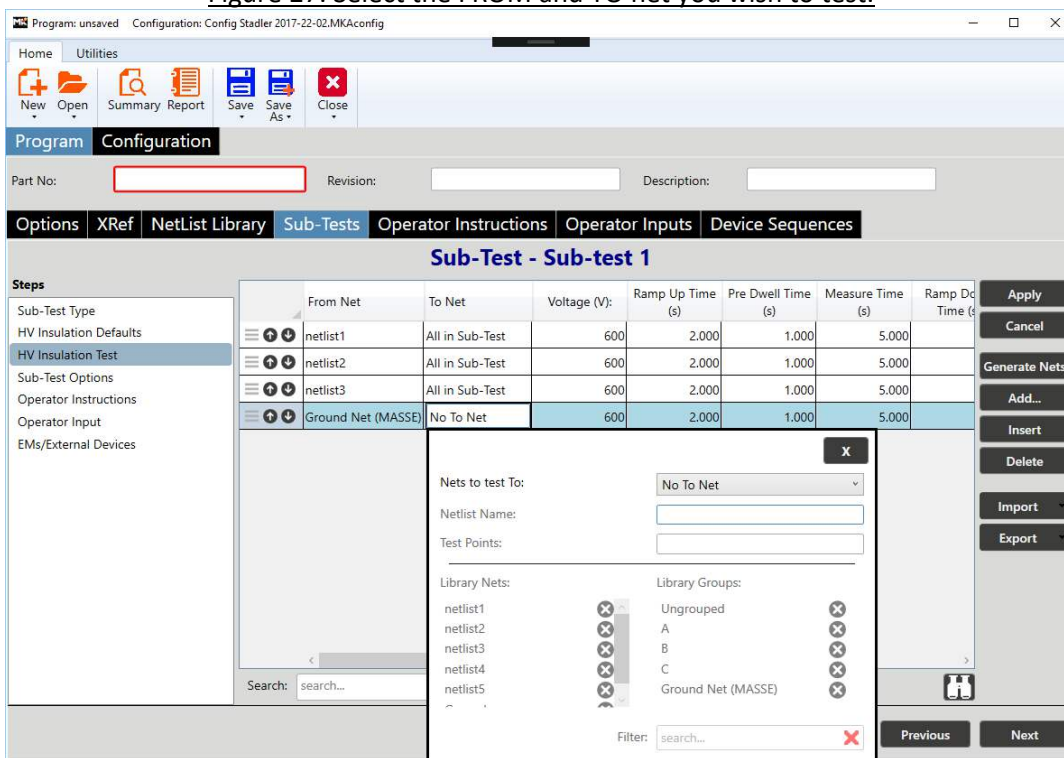 Figure 27: Select the FROM and TO net you wish to test.
MK Program: unsaved Configuration: Config Stadler 2017-22-02.MKAconfig
Home Utilities
New Open Summary Report Save Save As Close
Program Configuration
Part No: Revision: Description:
Options XRef NetList Library Sub-Tests Operator Instructions Operator Inputs Device Sequences
Sub-Test - Sub-test 1
Steps
Sub-Test Type
HV Insulation Defaults
HV Insulation Test
Sub-Test Options
Operator Instructions
Operator Input
EMs/External Devices
From Net To Net Voltage (V): Ramp Up Time (s) Pre Dwell Time (s) Measure Time (s) Ramp Do Time (s
netlist1 All in Sub-Test 600 2.000 1.000 5.000
netlist2 All in Sub-Test 600 2.000 1.000 5.000
netlist3 All in Sub-Test 600 2.000 1.000 5.000
Ground Net (MASSE) No To Net 600 2.000 1.000 5.000
Apply
Cancel
Generate Nets
Add...
Insert
Delete
Import
Export
x
Nets to test To: No To Net
Netlist Name:
Test Points:
Library Nets: Library Groups:
netlist1 Ungrouped
netlist2 A
netlist3 B
netlist4 C
netlist5 Ground Net (MASSE)
Search: search...
Filter: search...
Previous Next